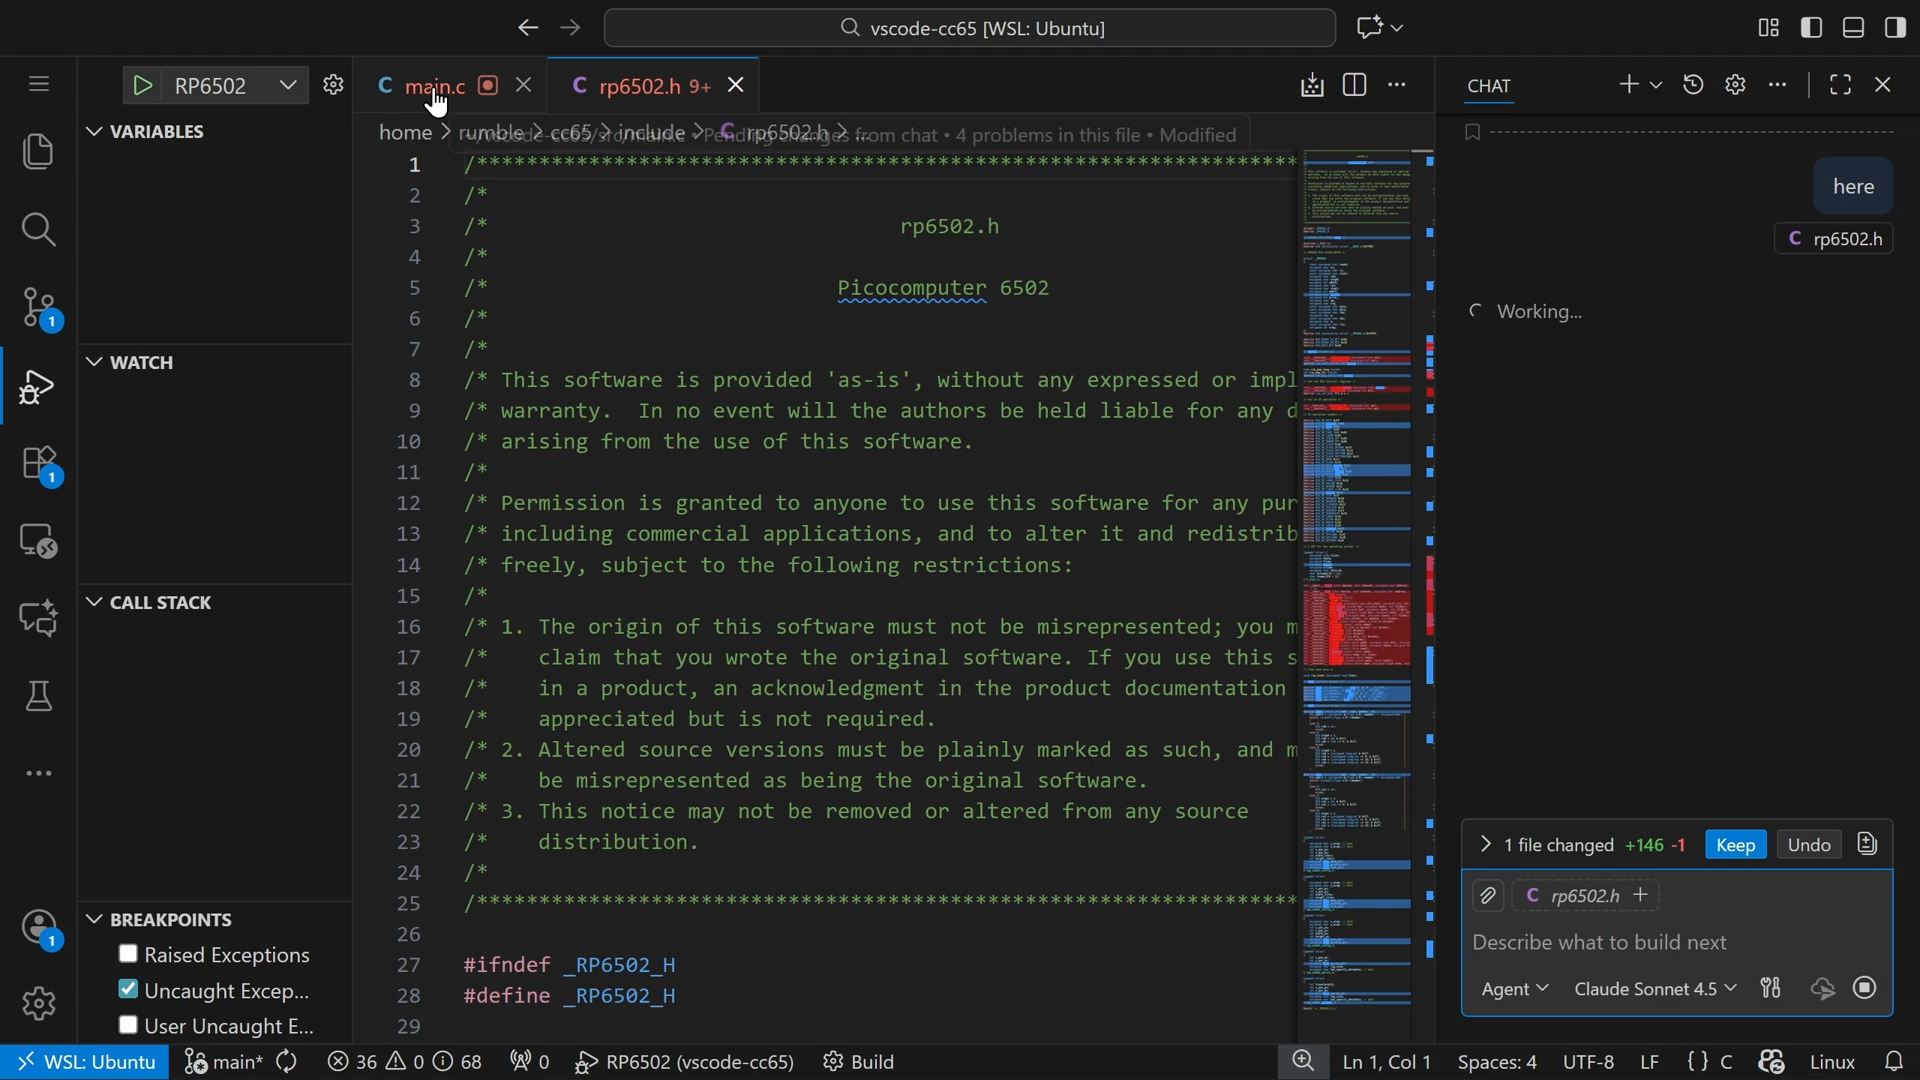 vscode-cc65 [WSL: Ubuntu]
RP6502
C main.c
C rp6502.h 9+
CHAT
VARIABLES
home > rumble > cc65 > include > C rp6502.h > ...
~/vscode-cc65/src/main.c • Pending changes from chat • 4 problems in this file • Modified
1 /****************************************************************************
2 /*
3 /* rp6502.h
4 /*
5 /* Picocomputer 6502
6 /*
7 /*
8 /* This software is provided 'as-is', without any expressed or impl
9 /* warranty. In no event will the authors be held liable for any d
10 /* arising from the use of this software.
11 /*
12 /* Permission is granted to anyone to use this software for any pur
13 /* including commercial applications, and to alter it and redistrib
14 /* freely, subject to the following restrictions:
15 /*
16 /* 1. The origin of this software must not be misrepresented; you m
17 /* claim that you wrote the original software. If you use this s
18 /* in a product, an acknowledgment in the product documentation
19 /* appreciated but is not required.
20 /* 2. Altered source versions must be plainly marked as such, and m
21 /* be misrepresented as being the original software.
22 /* 3. This notice may not be removed or altered from any source
23 /* distribution.
24 /*
25 /****************************************************************************
26
27 #ifndef _RP6502_H
28 #define _RP6502_H
29
WATCH
CALL STACK
BREAKPOINTS
Raised Exceptions
Uncaught Excep...
User Uncaught E...
1
1
1
here
C rp6502.h
Working...
1 file changed +146 -1 Keep Undo
C rp6502.h
Describe what to build next
Agent Claude Sonnet 4.5
WSL: Ubuntu main* 36 0 68 0 RP6502 (vscode-cc65) Build Ln 1, Col 1 Spaces: 4 UTF-8 LF {} C Linux